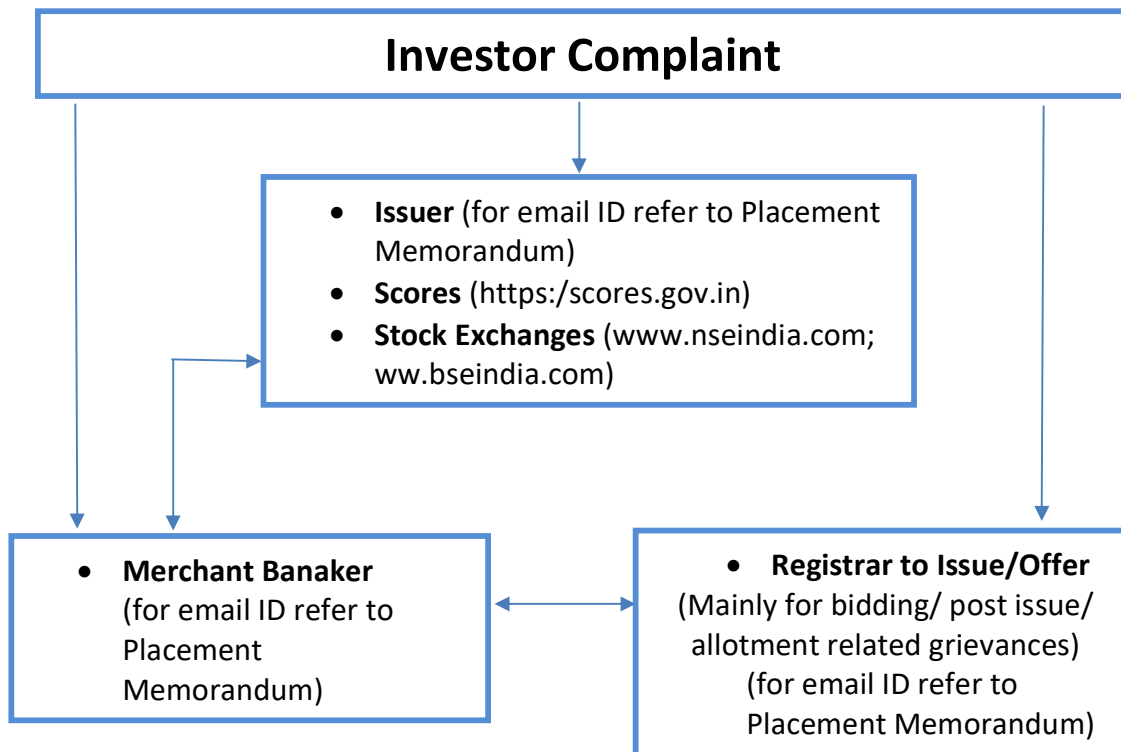 Investor Complaint
• Issuer (for email ID refer to Placement
Memorandum)
• Scores (https:/scores.gov.in)
• Stock Exchanges (www.nseindia.com;
ww.bseindia.com)
• Merchant Banaker
(for email ID refer to
Placement
Memorandum)
• Registrar to Issue/Offer
(Mainly for bidding/ post issue/
allotment related grievances)
(for email ID refer to
Placement Memorandum)